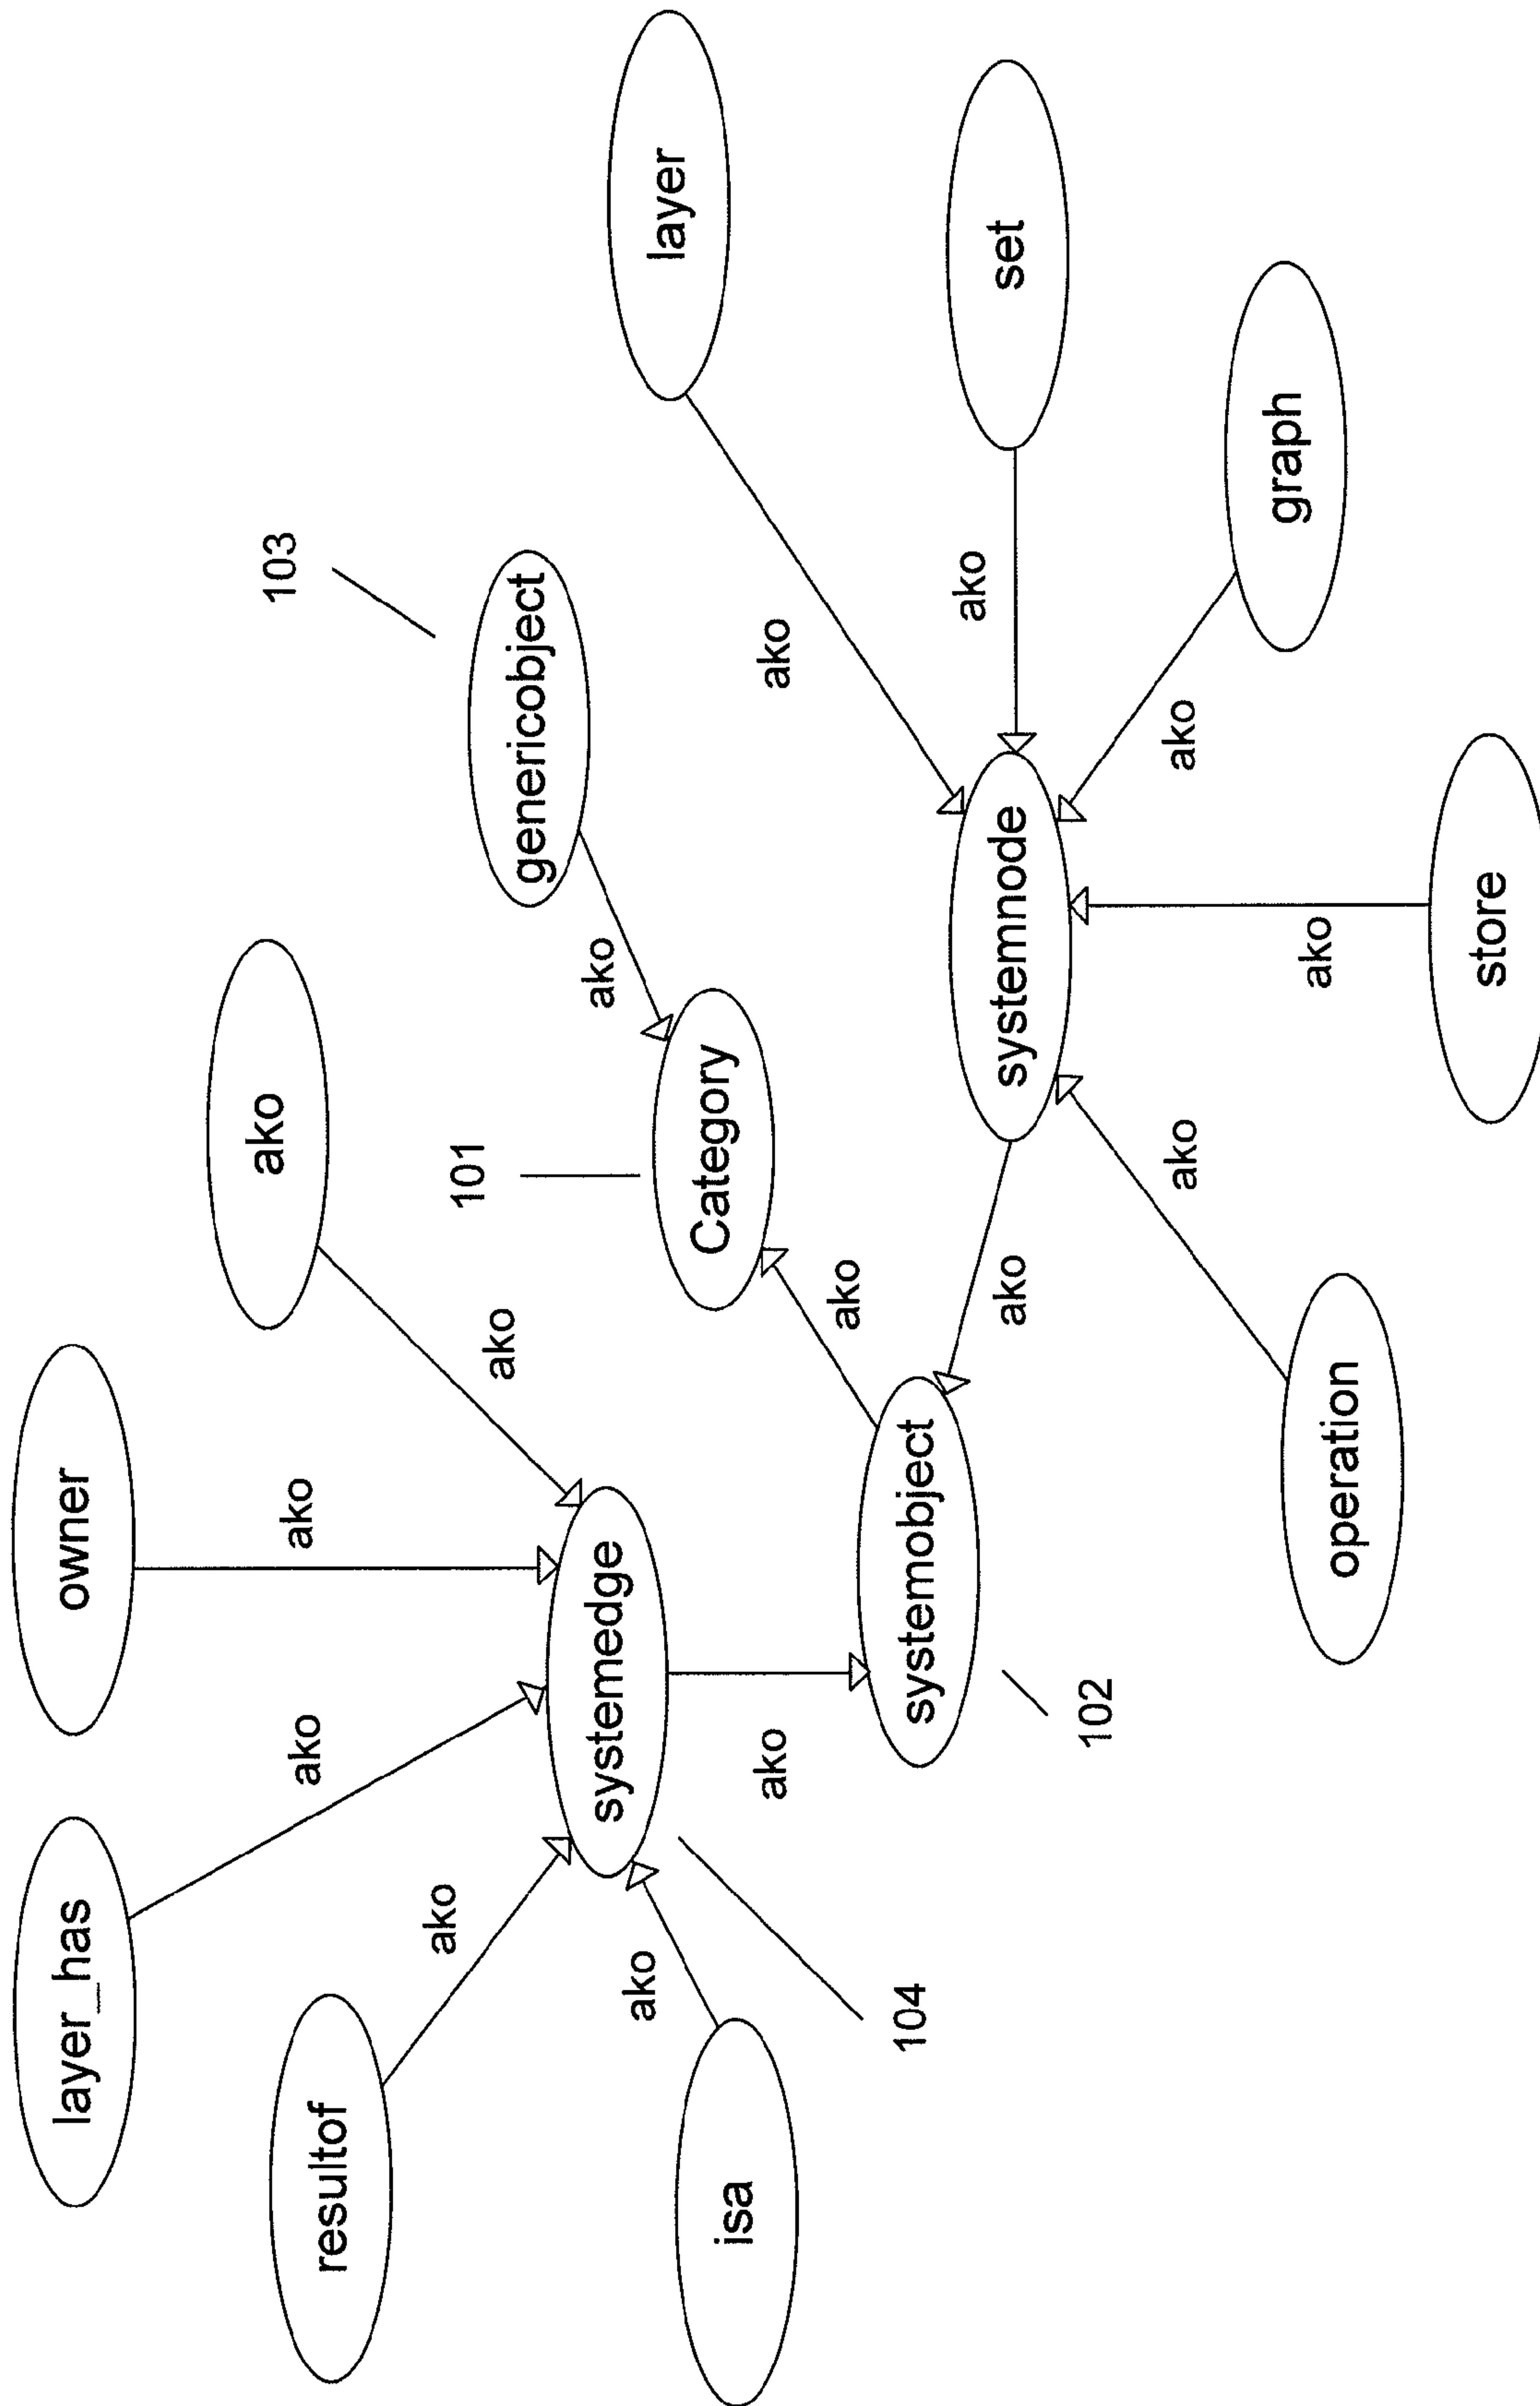 layer_has
owner
ako
resultof
ako
ako
103
ako
101
ako
genericobject
systemedge
ako
ako
layer
isa
Category
ako
ako
ako
104
systemobject
ako
systemnode
set
ako
102
ako
ako
graph
ako
operation
store